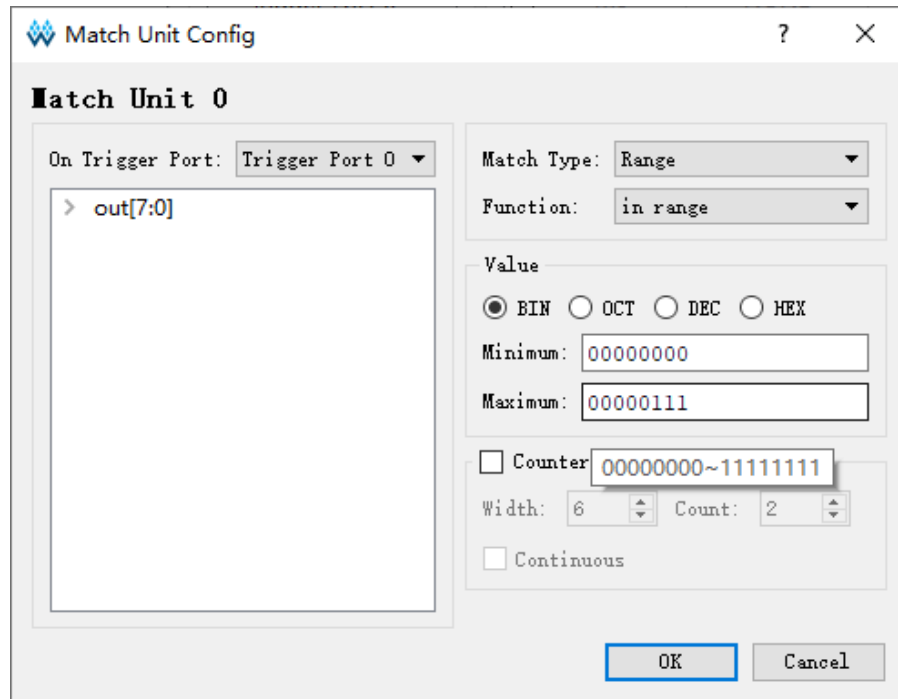 Match Unit Config
?
Match Unit 0
On Trigger Port: Trigger Port 0
out[7:0]
Match Type: Range
Function: in range
Value
BIN OCT DEC HEX
Minimum: 00000000
Maximum: 00000111
Counter
00000000~11111111
Width: 6 Count: 2
Continuous
OK Cancel